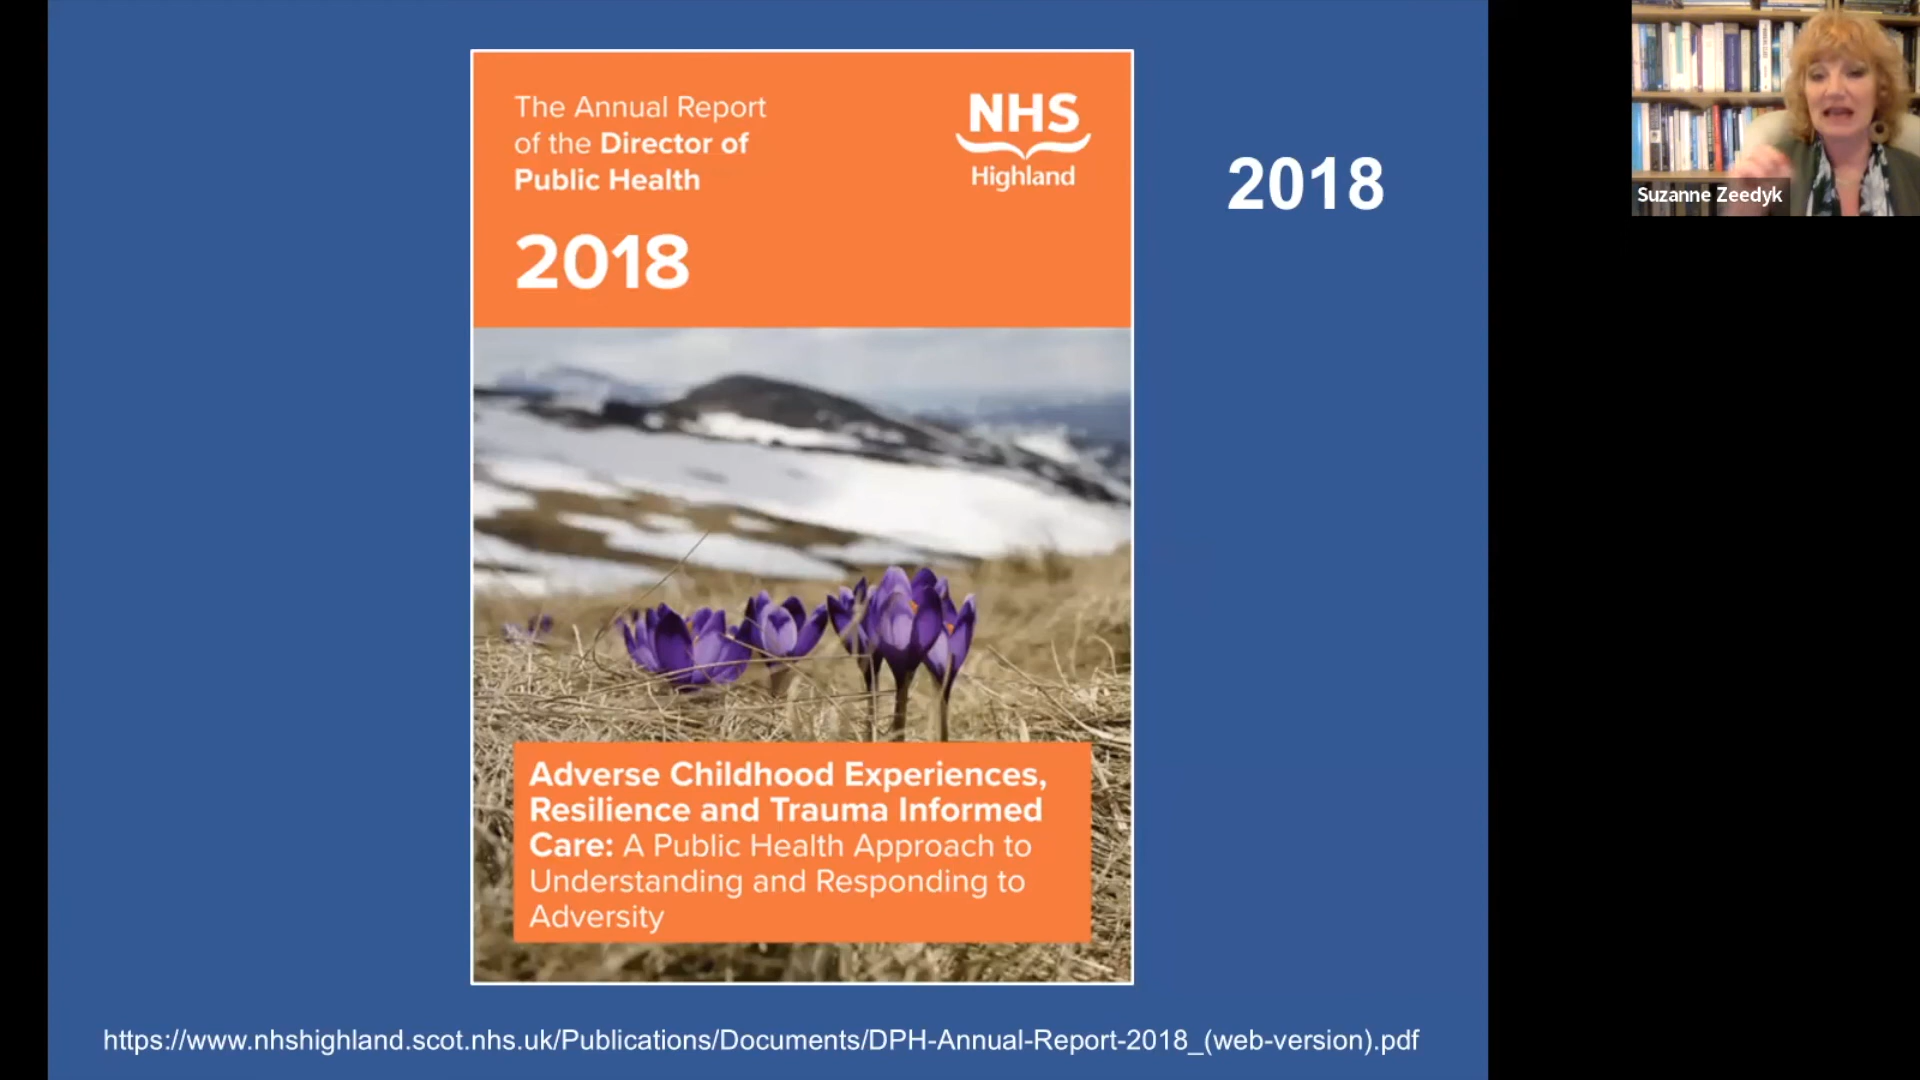 The Annual Report
of the Director of
Public Health
2018
NHS
Highland
2018
Suzanne Zeedyk
Adverse Childhood Experiences,
Resilience and Trauma Informed
Care: A Public Health Approach to
Understanding and Responding to
Adversity
https://www.nhshighland.scot.nhs.uk/Publications/Documents/DPH-Annual-Report-2018_(web-version).pdf